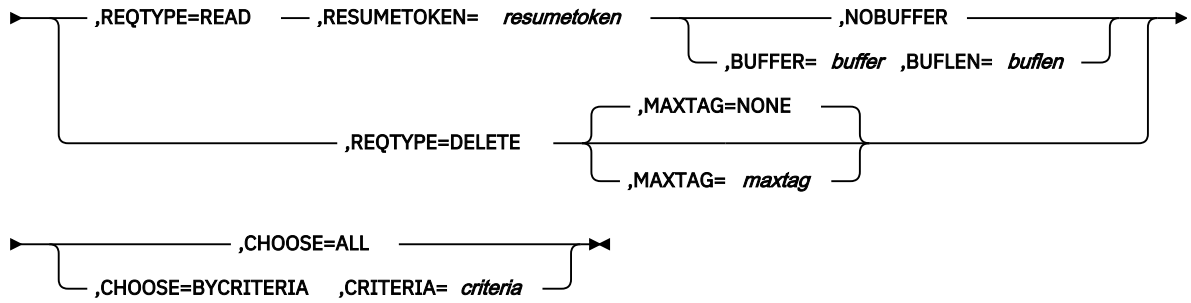 ,REQTYPE=READ ,RESUMETOKEN= resumetoken ,NOBUFFER
,BUFFER= buffer ,BUFLEN= buflen
,MAXTAG=NONE
,REQTYPE=DELETE
,MAXTAG= maxtag
,CHOOSE=ALL
,CHOOSE=BYCRITERIA ,CRITERIA= criteria